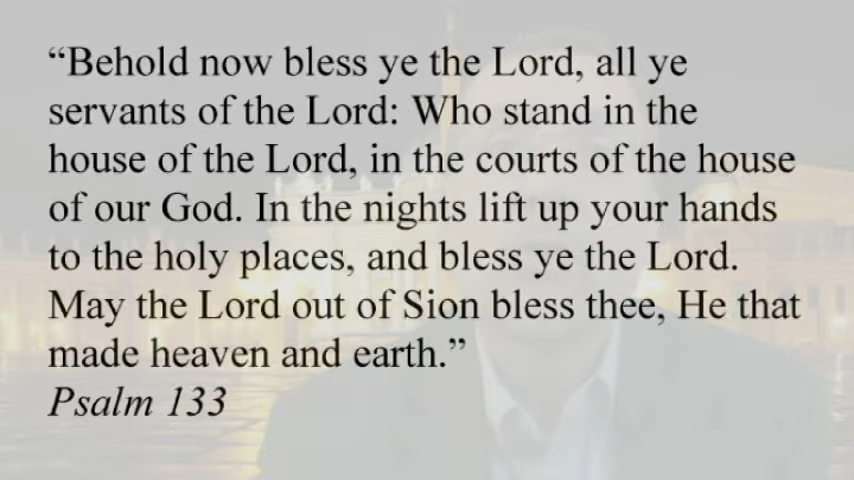 “Behold now bless ye the Lord, all ye
servants of the Lord: Who stand in the
house of the Lord, in the courts of the house
of our God. In the nights lift up your hands
to the holy places, and bless ye the Lord.
May the Lord out of Sion bless thee, He that
made heaven and earth.”
Psalm 133